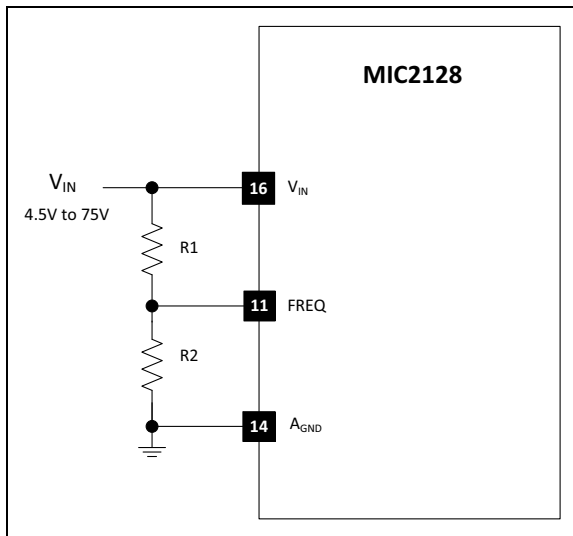 MIC2128
V_IN
4.5V to 75V
16
V_IN
R1
11
FREQ
R2
14
A_GND